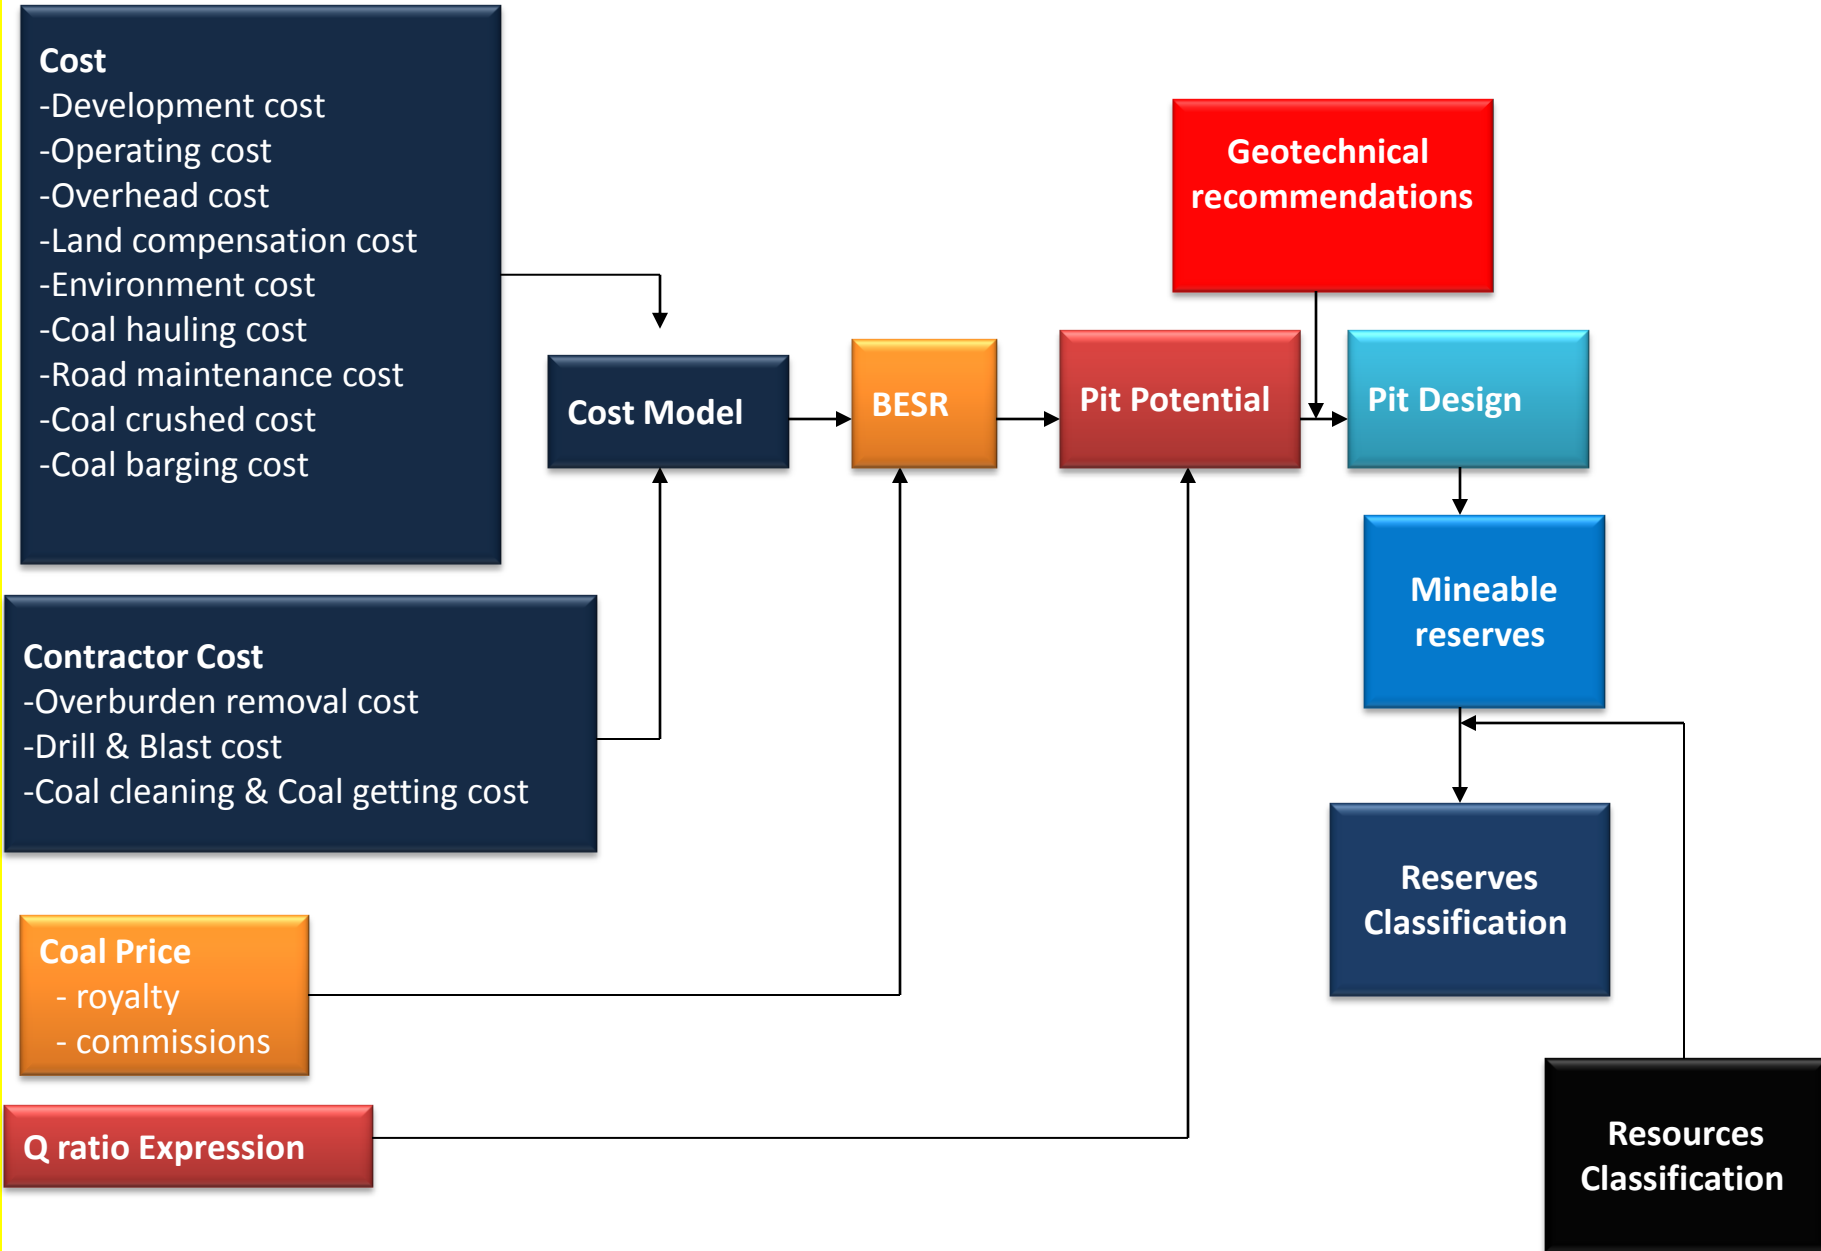 Cost
-Development cost
-Operating cost
-Overhead cost
-Land compensation cost
-Environment cost
-Coal hauling cost
-Road maintenance cost
-Coal crushed cost
-Coal barging cost
Geotechnical
recommendations
Cost Model
BESR
Pit Potential
Pit Design
Mineable
reserves
Contractor Cost
-Overburden removal cost
-Drill & Blast cost
-Coal cleaning & Coal getting cost
Reserves
Classification
Coal Price
- royalty
- commissions
Q ratio Expression
Resources
Classification